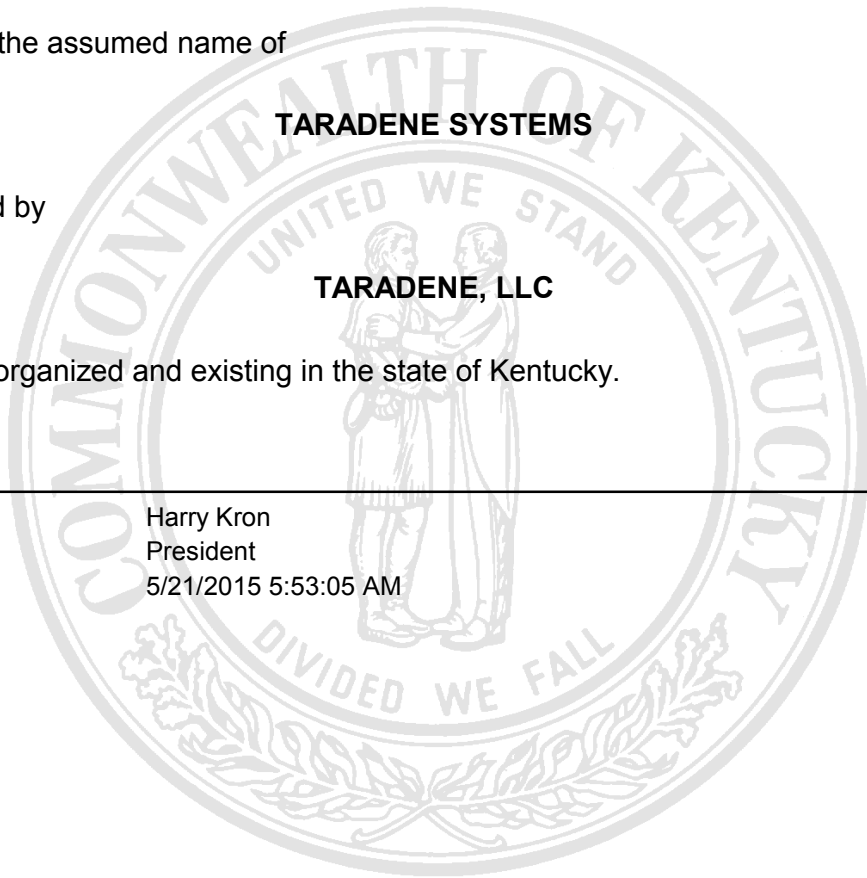 the assumed name of
TARADENE SYSTEMS
d by
TARADENE, LLC
organized and existing in the state of Kentucky.
Harry Kron
President
5/21/2015 5:53:05 AM
COMMONWEALTH OF KENTUCKY
UNITED WE STAND
DIVIDED WE FALL